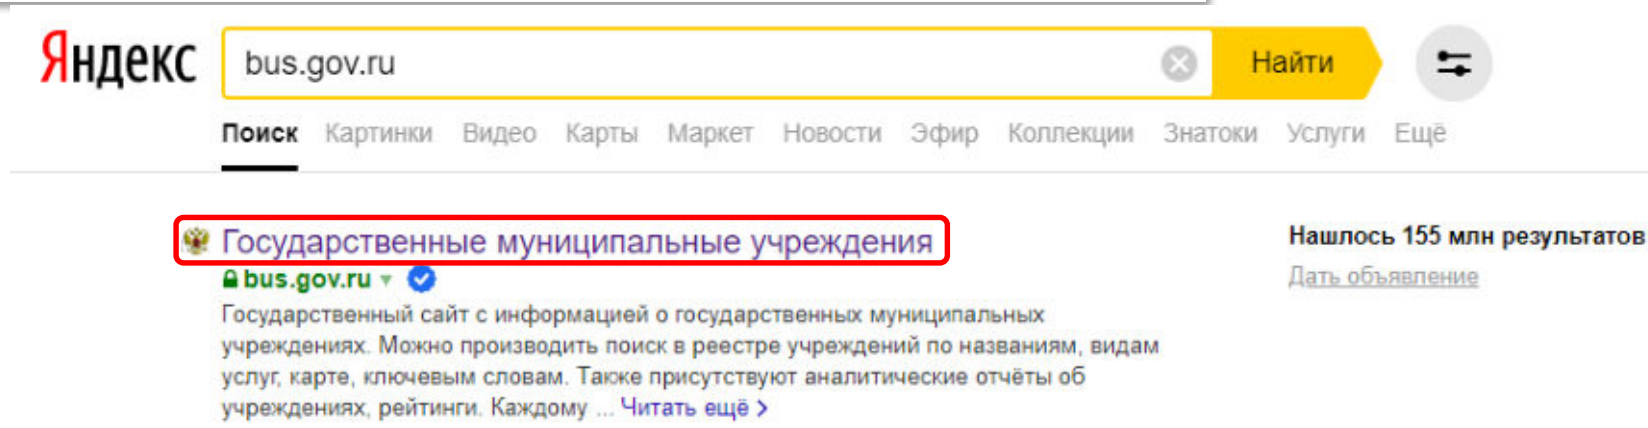 Яндекс
bus.gov.ru
Найти
Поиск Картинки Видео Карты Маркет Новости Эфир Коллекции Знатоки Услуги Ещё
Государственные муниципальные учреждения
bus.gov.ru
Государственный сайт с информацией о государственных муниципальных
учреждениях. Можно производить поиск в реестре учреждений по названиям, видам
услуг, карте, ключевым словам. Также присутствуют аналитические отчёты об
учреждениях, рейтинги. Каждому ... Читать ещё >
Нашлось 155 млн результатов
Дать объявление